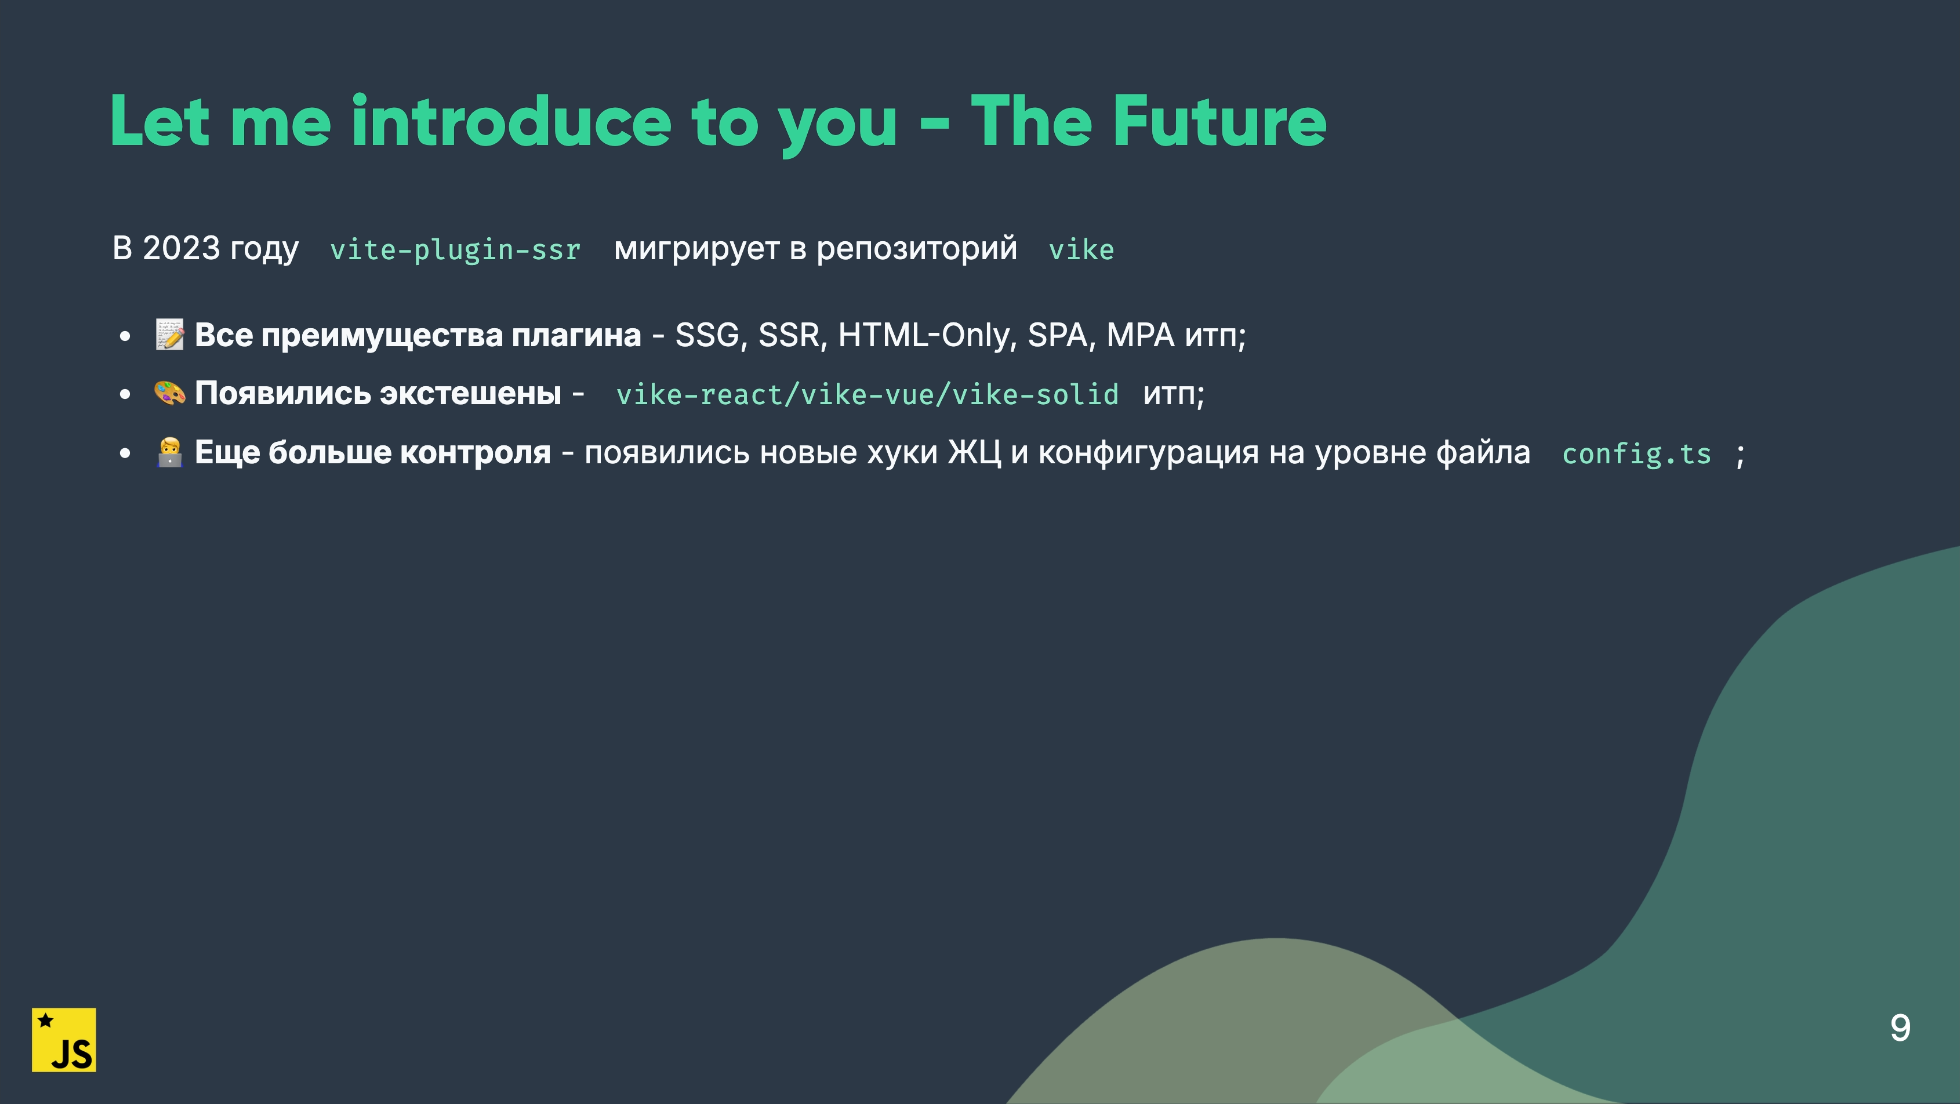 Let me introduce to you - The Future
В 2023 году vite-plugin-ssr мигрирует в репозиторий vike
• 📝 Все преимущества плагина - SSG, SSR, HTML-Only, SPA, MPA итп;
• 🎨 Появились экстешены - vike-react/vike-vue/vike-solid итп;
• 👨‍💻 Еще больше контроля - появились новые хуки ЖЦ и конфигурация на уровне файла config.ts ;
JS
9